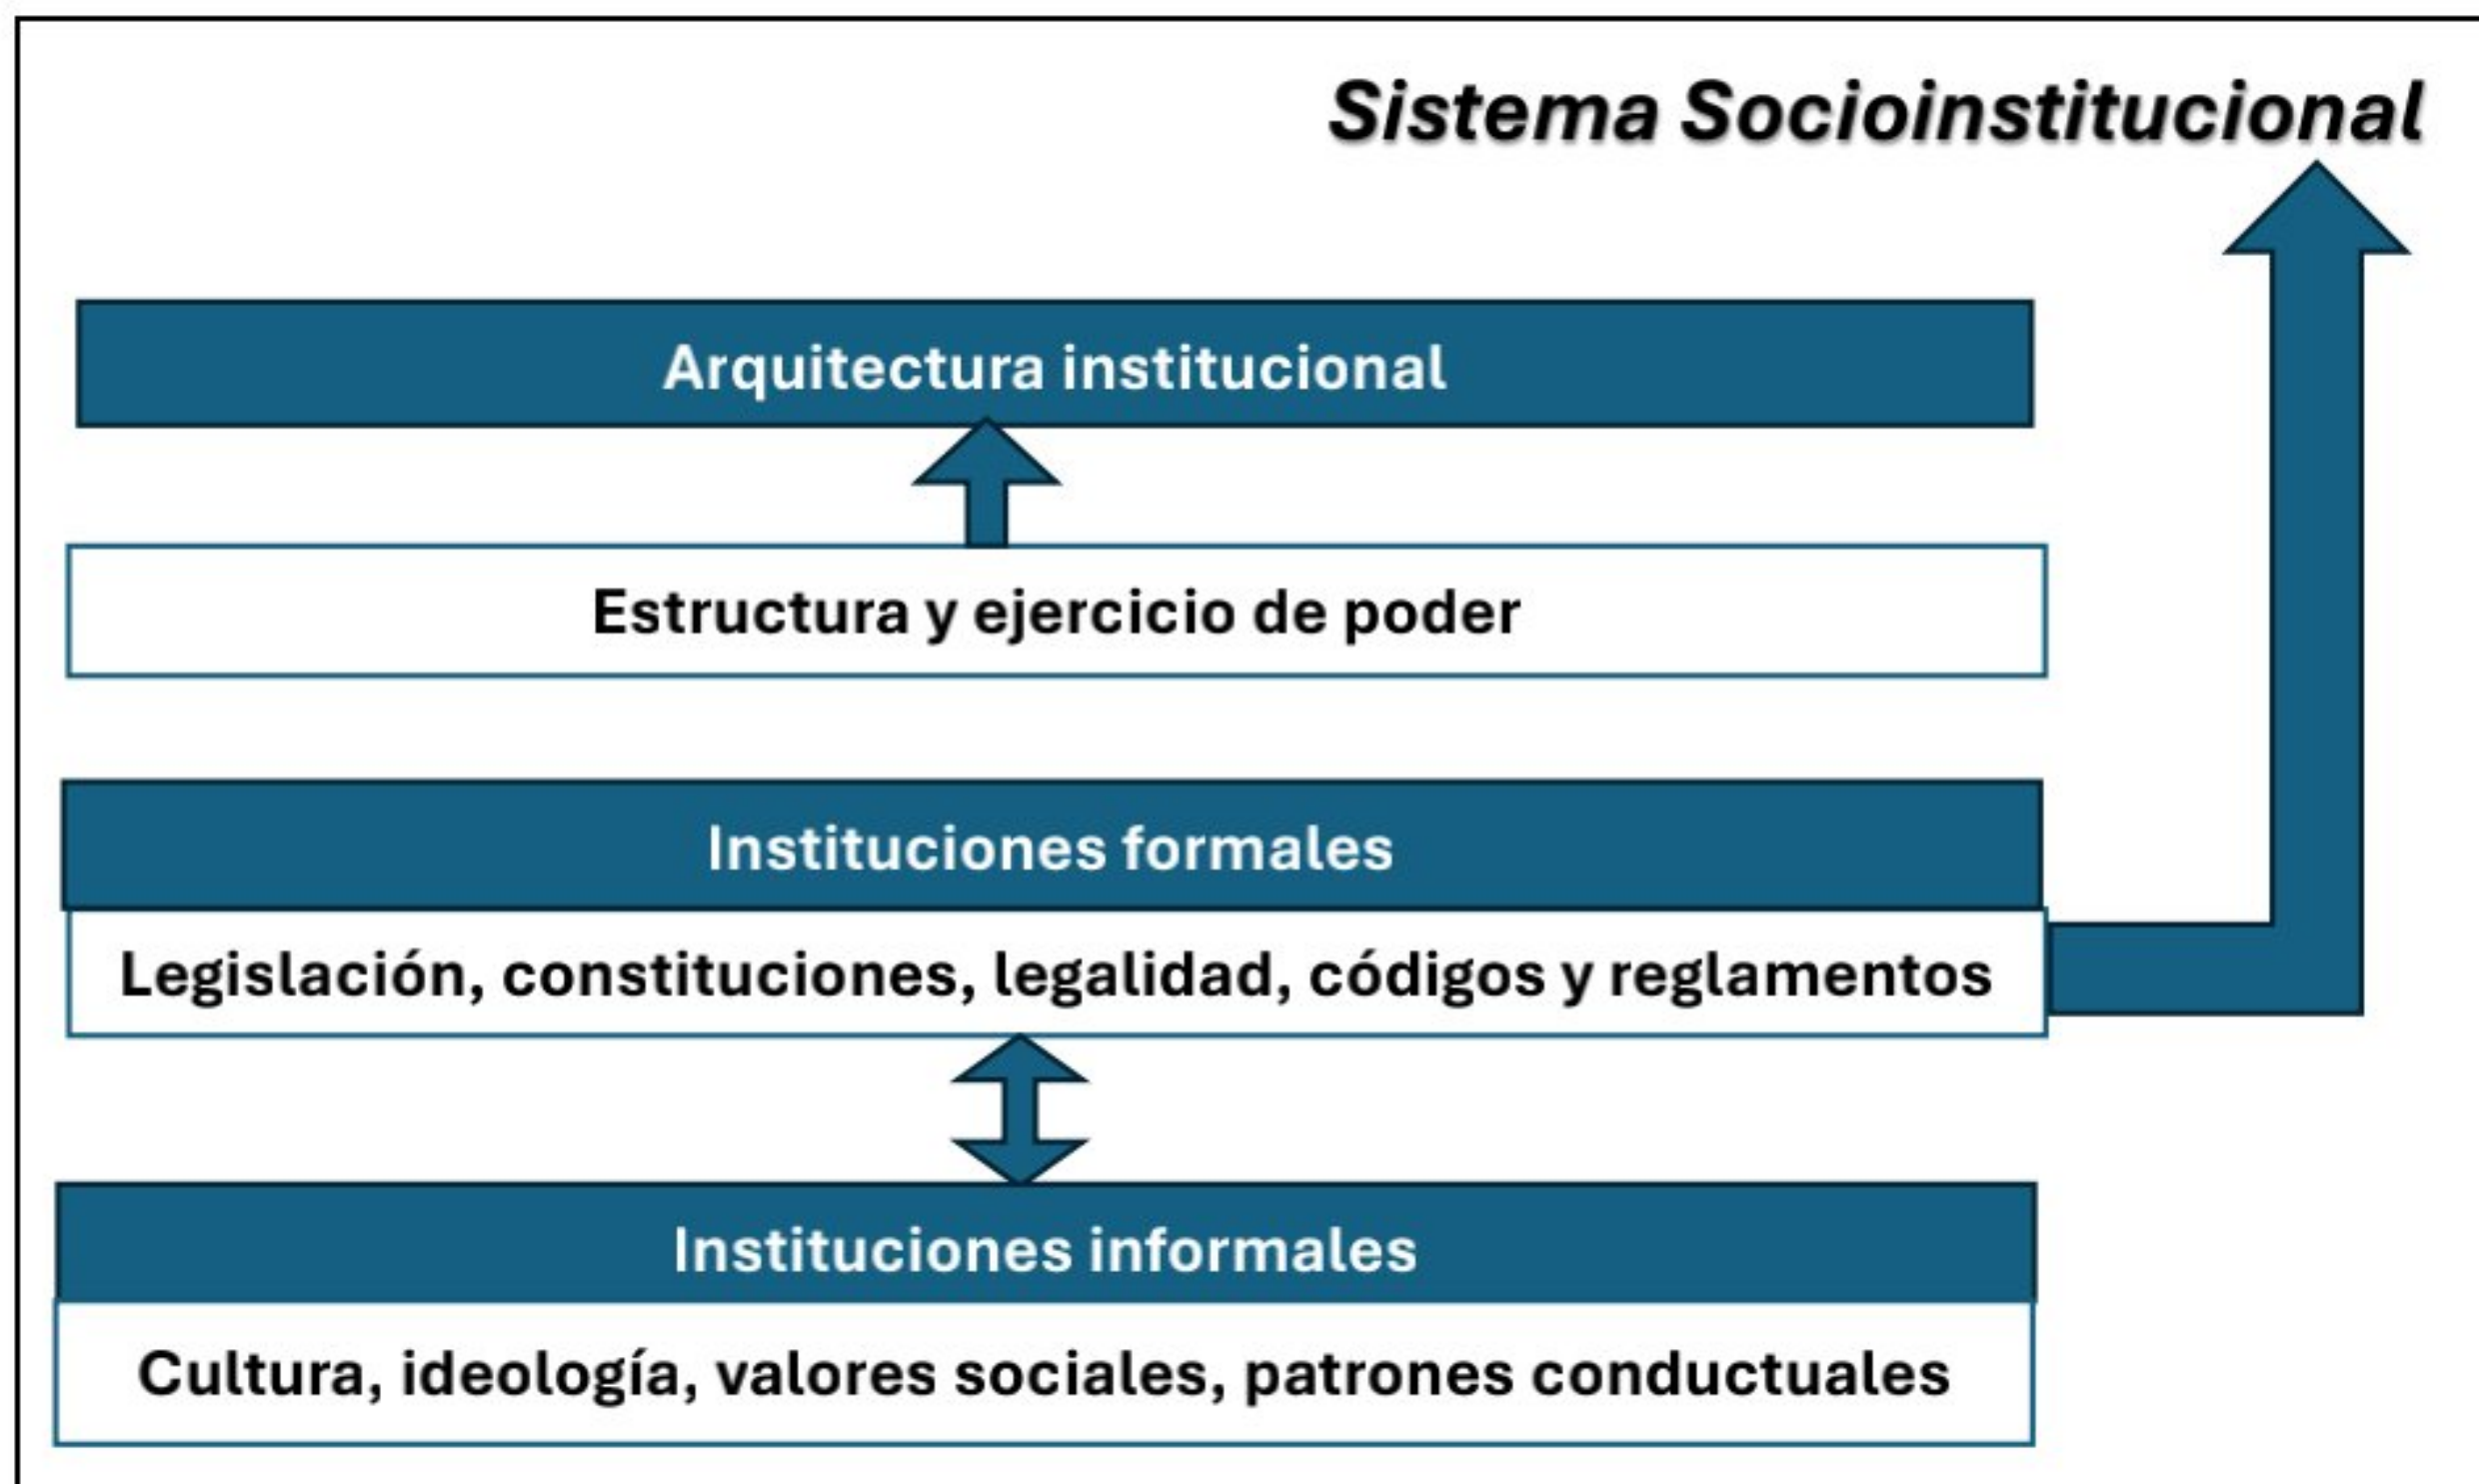 Sistema Socioinstitucional
Arquitectura institucional
Estructura y ejercicio de poder
Instituciones formales
Legislación, constituciones, legalidad, códigos y reglamentos
Instituciones informales
Cultura, ideología, valores sociales, patrones conductuales